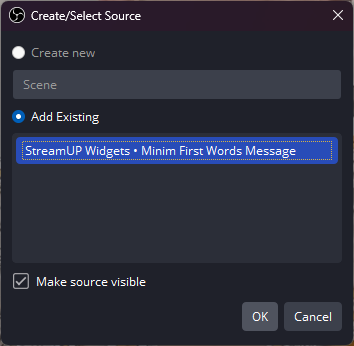 Create/Select Source
Create new
Scene
Add Existing
StreamUP Widgets • Minim First Words Message
Make source visible
OK
Cancel